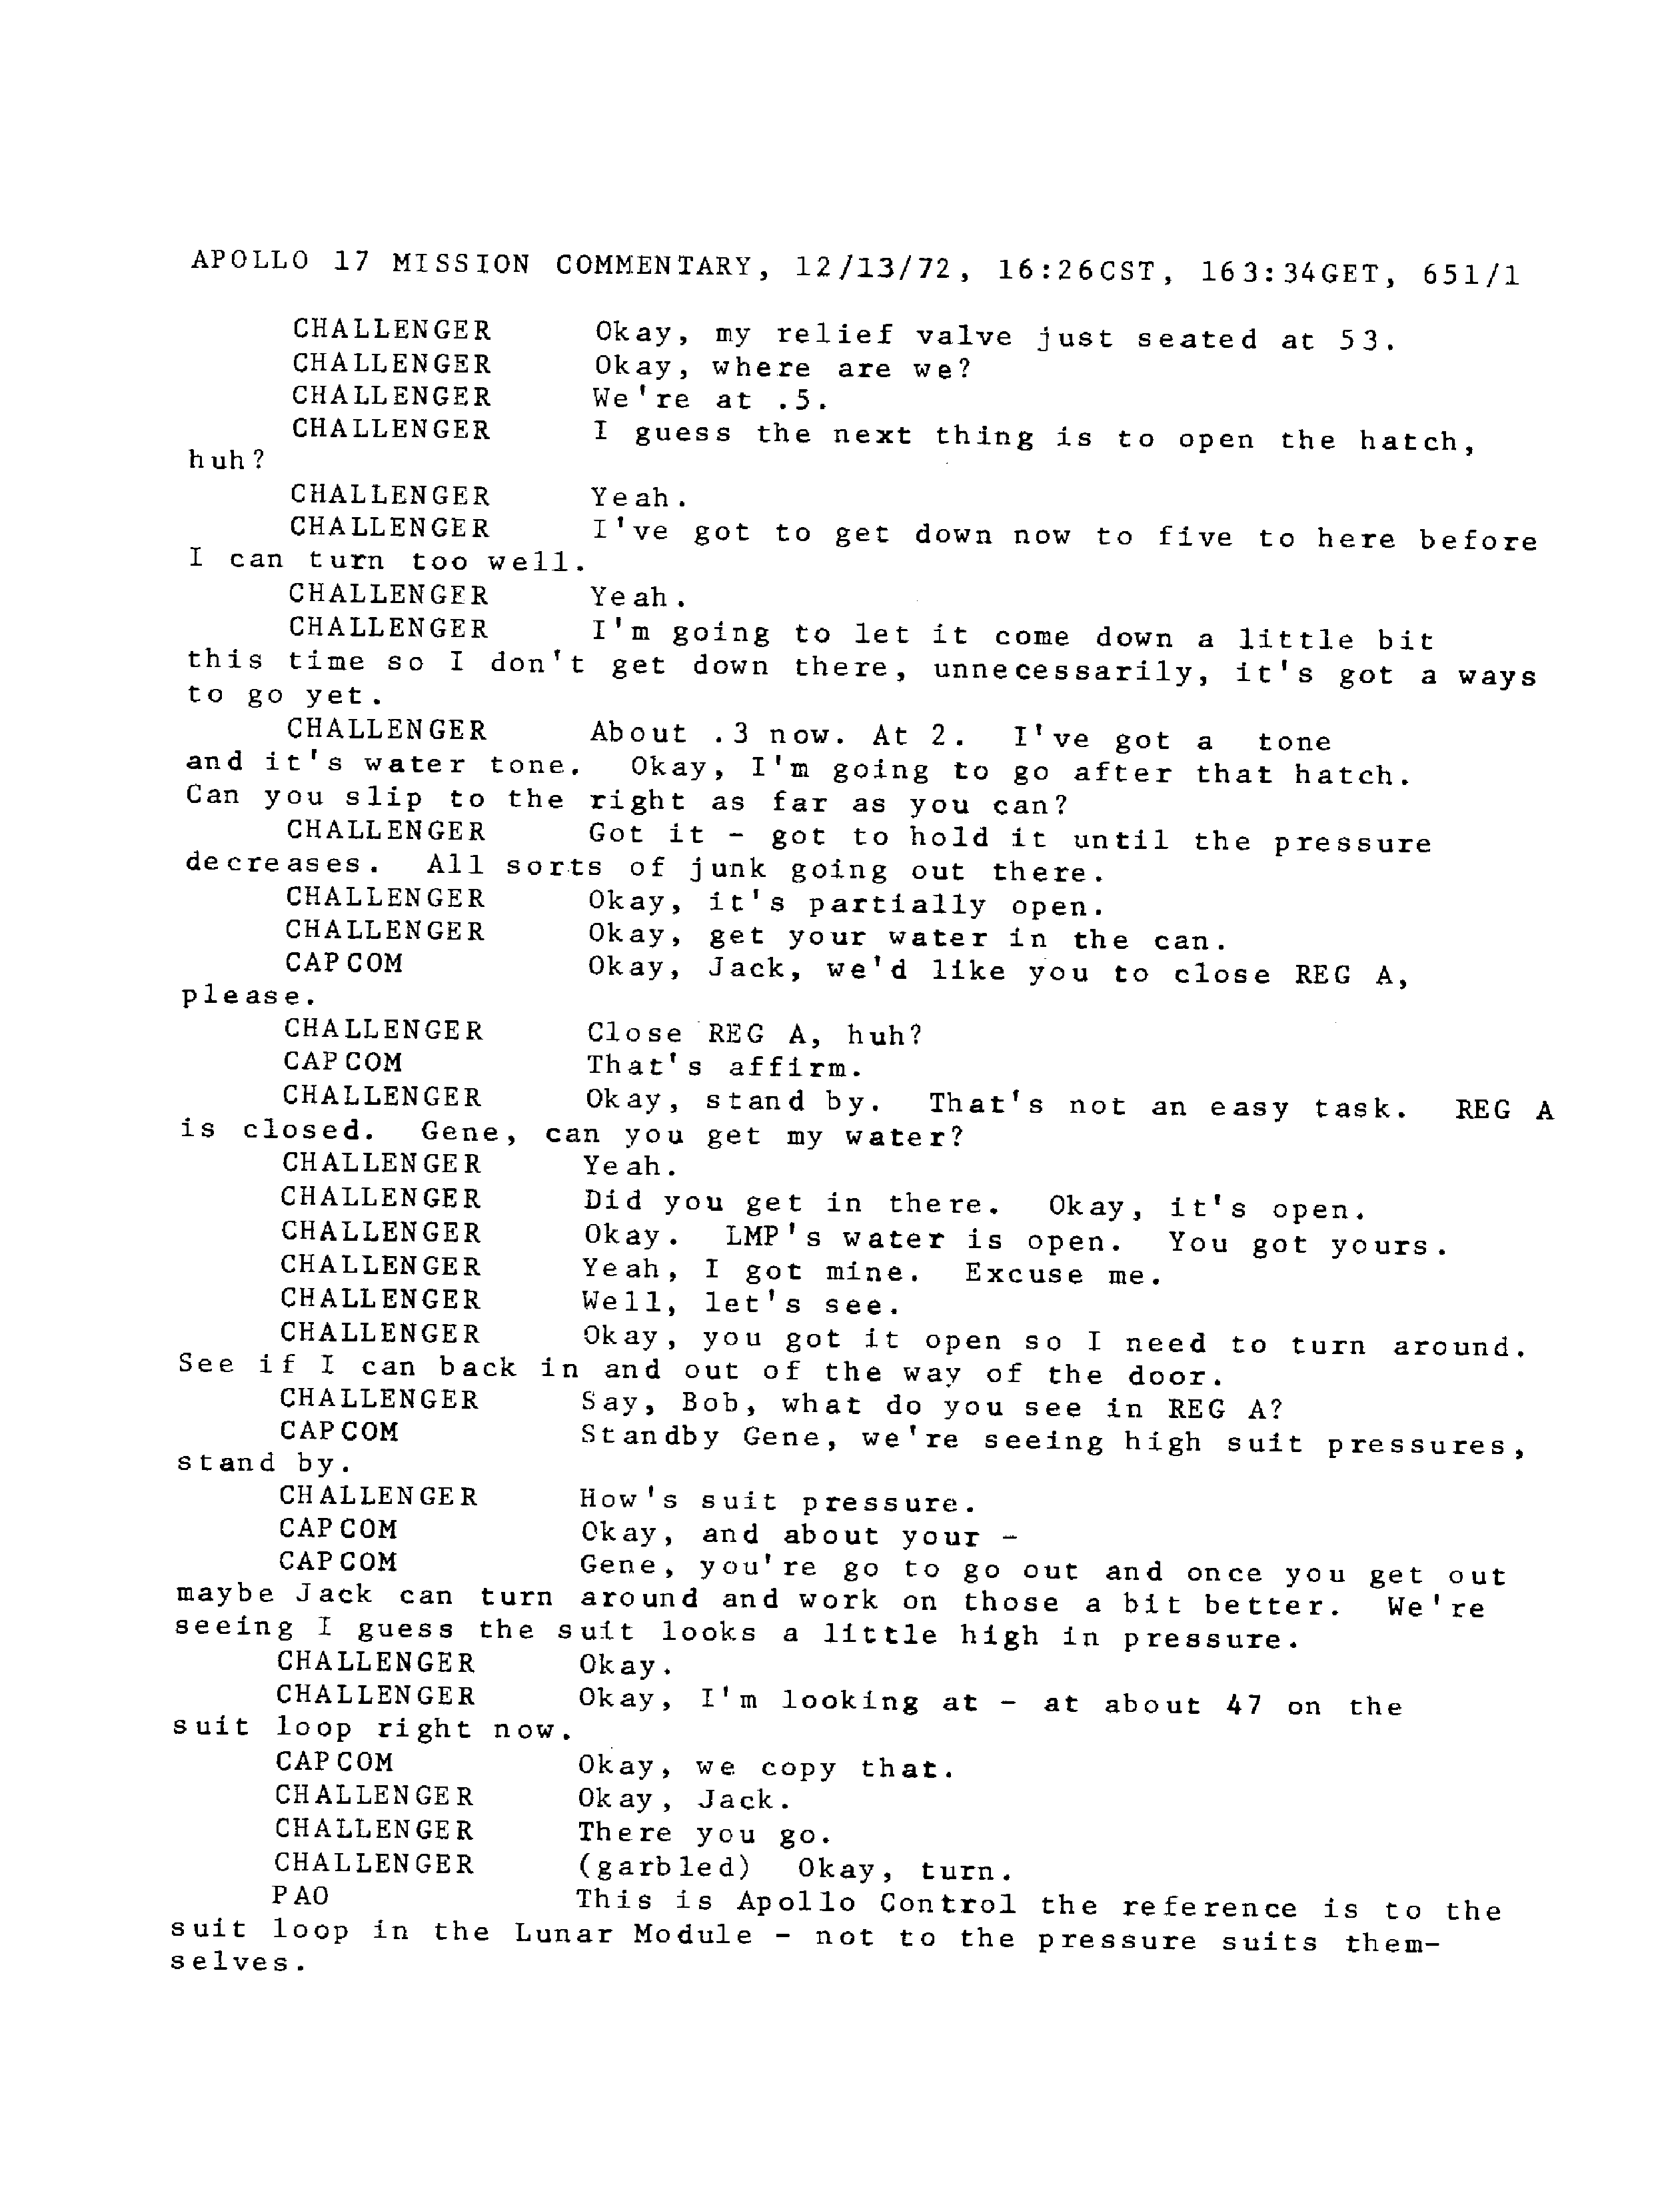 APOLLO 17 MISSION COMMENTARY, 12/13/72, 16:26CST, 163:34GET, 651/1
CHALLENGER Okay, my relief valve just seated at 53.
CHALLENGER Okay, where are we?
CHALLENGER We're at .5.
CHALLENGER I guess the next thing is to open the hatch,
huh?
CHALLENGER Yeah.
CHALLENGER I've got to get down now to five to here before
I can turn too well.
CHALLENGER Yeah.
CHALLENGER I'm going to let it come down a little bit
this time so I don't get down there, unnecessarily, it's got a ways
to go yet.
CHALLENGER About .3 now. At 2. I've got a tone
and it's water tone. Okay, I'm going to go after that hatch.
Can you slip to the right as far as you can?
CHALLENGER Got it - got to hold it until the pressure
decreases. All sorts of junk going out there.
CHALLENGER Okay, it's partially open.
CHALLENGER Okay, get your water in the can.
CAPCOM Okay, Jack, we'd like you to close REG A,
please.
CHALLENGER Close REG A, huh?
CAPCOM That's affirm.
CHALLENGER Okay, stand by. That's not an easy task. REG A
is closed. Gene, can you get my water?
CHALLENGER Yeah.
CHALLENGER Did you get in there. Okay, it's open.
CHALLENGER Okay. LMP's water is open. You got yours.
CHALLENGER Yeah, I got mine. Excuse me.
CHALLENGER Well, let's see.
CHALLENGER Okay, you got it open so I need to turn around.
See if I can back in and out of the way of the door.
CHALLENGER Say, Bob, what do you see in REG A?
CAPCOM Standby Gene, we're seeing high suit pressures,
stand by.
CHALLENGER How's suit pressure.
CAPCOM Okay, and about your -
CAPCOM Gene, you're go to go out and once you get out
maybe Jack can turn around and work on those a bit better. We're
seeing I guess the suit looks a little high in pressure.
CHALLENGER Okay.
CHALLENGER Okay, I'm looking at - at about 47 on the
suit loop right now.
CAPCOM Okay, we copy that.
CHALLENGER Okay, Jack.
CHALLENGER There you go.
CHALLENGER (garbled) Okay, turn.
PAO This is Apollo Control the reference is to the
suit loop in the Lunar Module - not to the pressure suits them-
selves.